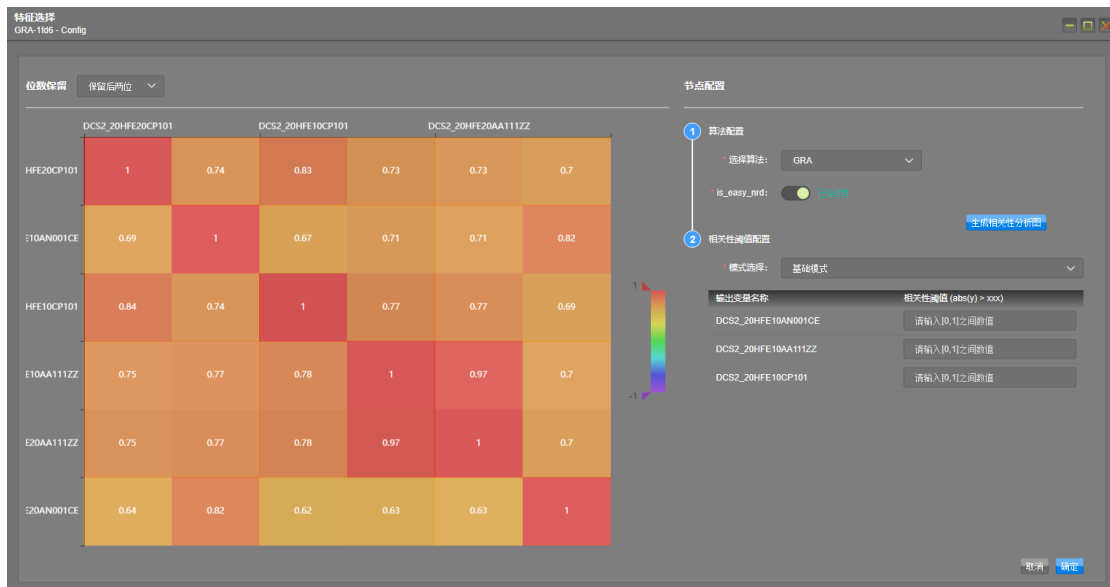 特征选择
GRA-1fd6 - Config
位数保留 保留后两位
DCS2_20HFE20CP101 DCS2_20HFE10CP101 DCS2_20HFE20AA111ZZ
HFE20CP101 1 0.74 0.83 0.73 0.73 0.7
E10AN001CE 0.69 1 0.67 0.71 0.71 0.82
HFE10CP101 0.84 0.74 1 0.77 0.77 0.69
E10AA111ZZ 0.75 0.77 0.78 1 0.97 0.7
E20AA111ZZ 0.75 0.77 0.78 0.97 1 0.7
E20AN001CE 0.64 0.82 0.62 0.63 0.63 1
1
-1
节点配置
1 算法配置
* 选择算法: GRA
* is_easy_nrd:
生成相关性分析图
2 相关性阈值配置
* 模式选择: 基础模式
输出变量名称 相关性阈值 (abs(y) > xxx)
DCS2_20HFE10AN001CE 请输入[0,1]之间数值
DCS2_20HFE10AA111ZZ 请输入[0,1]之间数值
DCS2_20HFE10CP101 请输入[0,1]之间数值
取消 确定